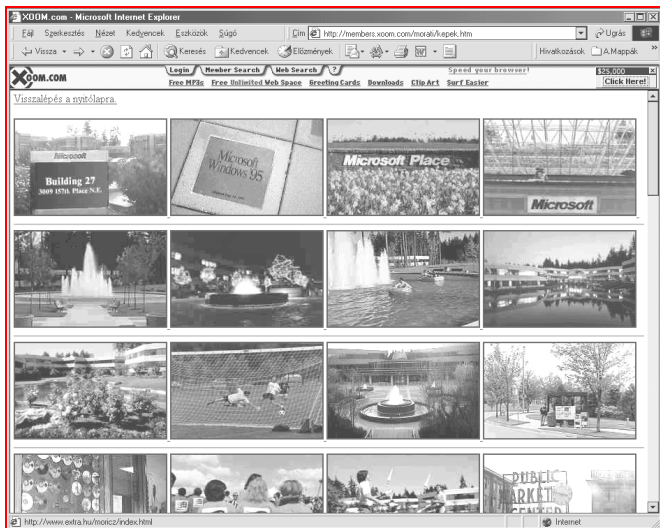 XOOM.com - Microsoft Internet Explorer
Fájl Szerkesztés Nézet Kedvencek Eszközök Súgó
Cím http://members.xoom.com/morati/kepek.htm
Ugrás
Vissza
Keresés Kedvencek Előzmények
Hivatkozások A.Mappák
XOOM.COM
Login Member Search Web Search ?
Speed your browser!
$25,000
Free MP3s Free Unlimited Web Space Greeting Cards Downloads Clip Art Surf Easier
Click Here!
Visszalépés a nyitólapra.
Microsoft
Building 27
3009 157th Place N.E.
Microsoft
Windows 95
Microsoft Place
Microsoft
PUBLIC
MARKET
CENTER
http://www.extra.hu/moricz/index.html
Internet